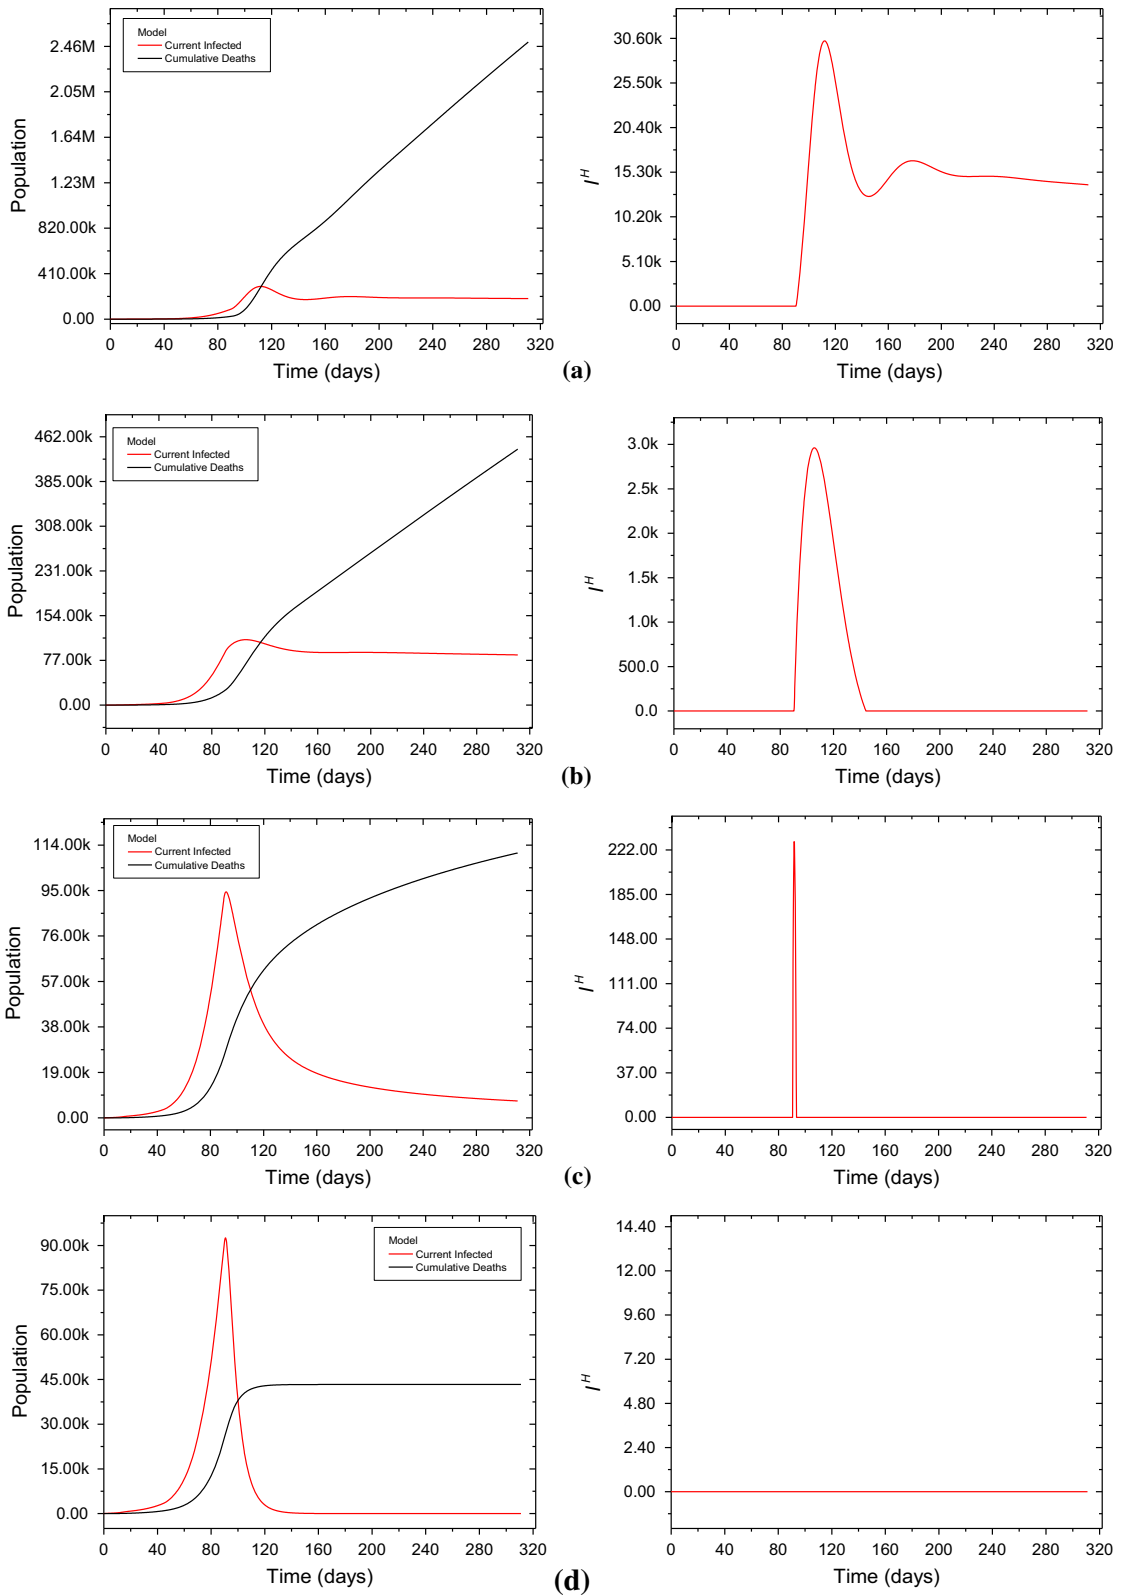 Model
Current Infected
Cumulative Deaths
2.46M
2.05M
1.64M
1.23M
820.00k
410.00k
0.00
Population
0 40 80 120 160 200 240 280 320
Time (days)
30.60k
25.50k
20.40k
15.30k
10.20k
5.10k
0.00
I^H
0 40 80 120 160 200 240 280 320
Time (days)
(a)
Model
Current Infected
Cumulative Deaths
462.00k
385.00k
308.00k
231.00k
154.00k
77.00k
0.00
Population
0 40 80 120 160 200 240 280 320
Time (days)
3.0k
2.5k
2.0k
1.5k
1.0k
500.0
0.0
I^H
0 40 80 120 160 200 240 280 320
Time (days)
(b)
Model
Current Infected
Cumulative Deaths
114.00k
95.00k
76.00k
57.00k
38.00k
19.00k
0.00
Population
0 40 80 120 160 200 240 280 320
Time (days)
222.00
185.00
148.00
111.00
74.00
37.00
0.00
I^H
0 40 80 120 160 200 240 280 320
Time (days)
(c)
Model
Current Infected
Cumulative Deaths
90.00k
75.00k
60.00k
45.00k
30.00k
15.00k
0.00
Population
0 40 80 120 160 200 240 280 320
Time (days)
14.40
12.00
9.60
7.20
4.80
2.40
0.00
I^H
0 40 80 120 160 200 240 280 320
Time (days)
(d)